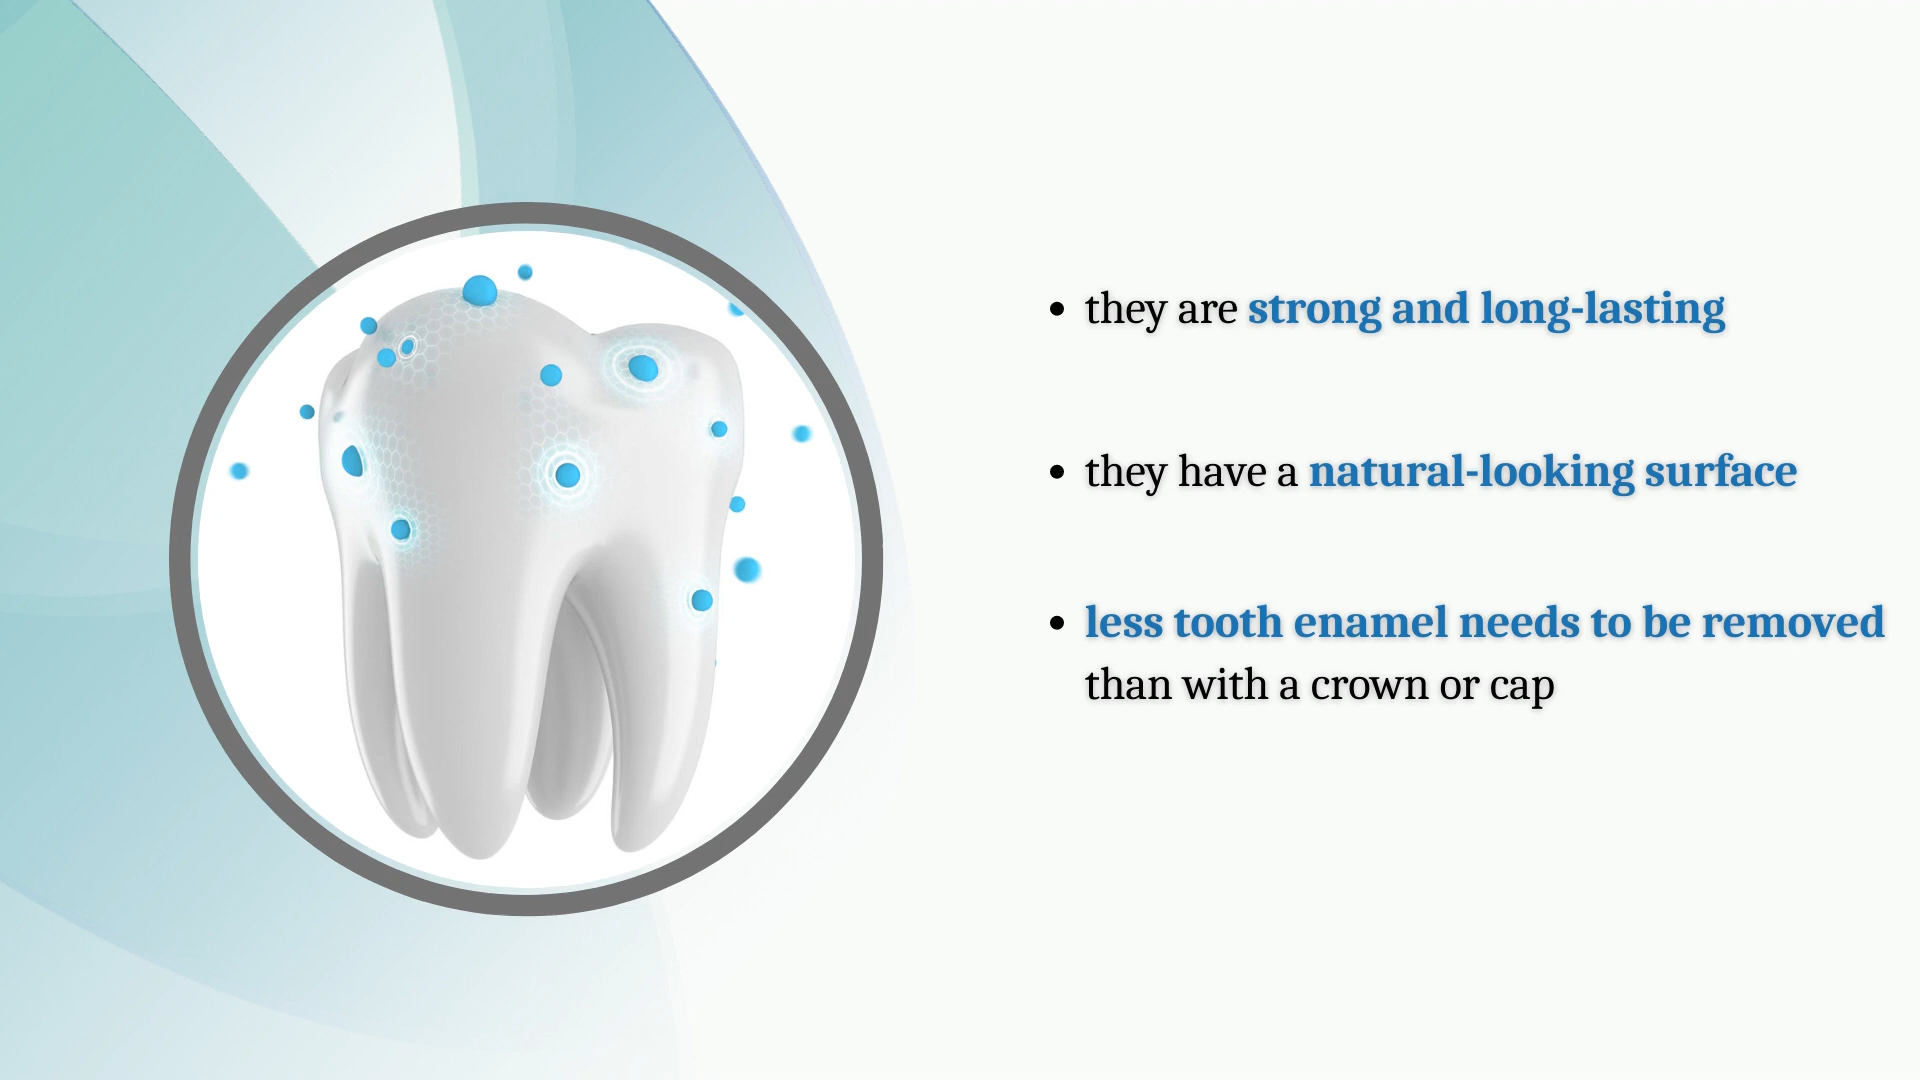 • they are strong and long-lasting
• they have a natural-looking surface
• less tooth enamel needs to be removed
than with a crown or cap